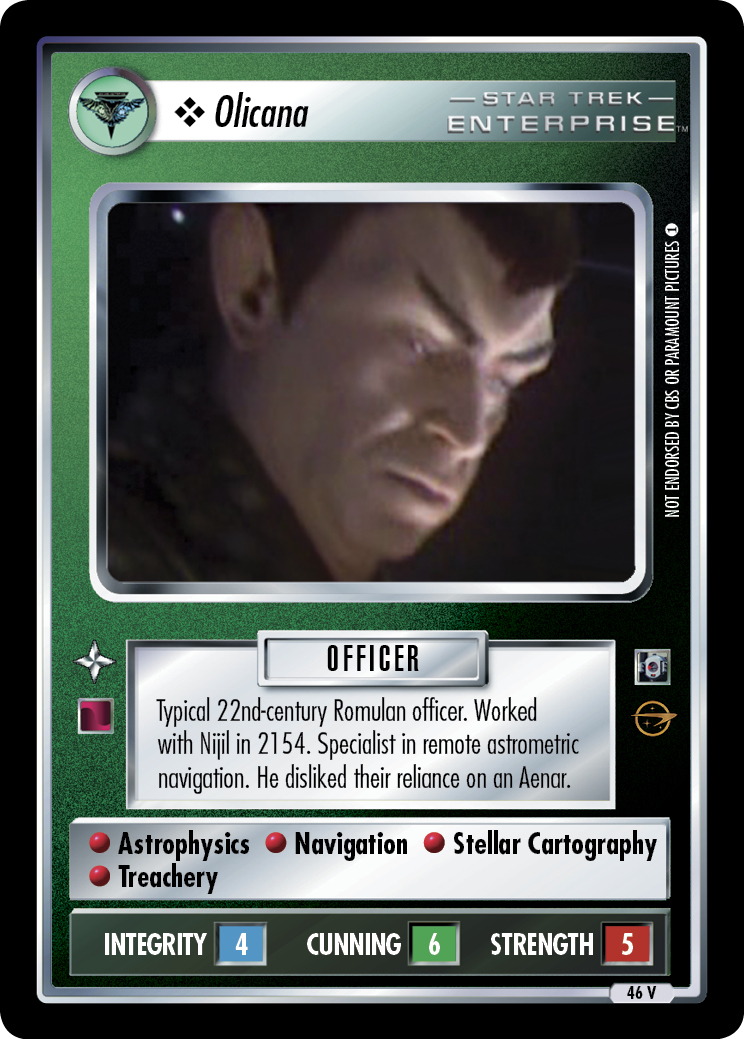 ❖ Olicana
STAR TREK
ENTERPRISE™
NOT ENDORSED BY CBS OR PARAMOUNT PICTURES 1
OFFICER
Typical 22nd-century Romulan officer. Worked
with Nijil in 2154. Specialist in remote astrometric
navigation. He disliked their reliance on an Aenar.
Astrophysics Navigation Stellar Cartography
Treachery
INTEGRITY 4 CUNNING 6 STRENGTH 5
46 V